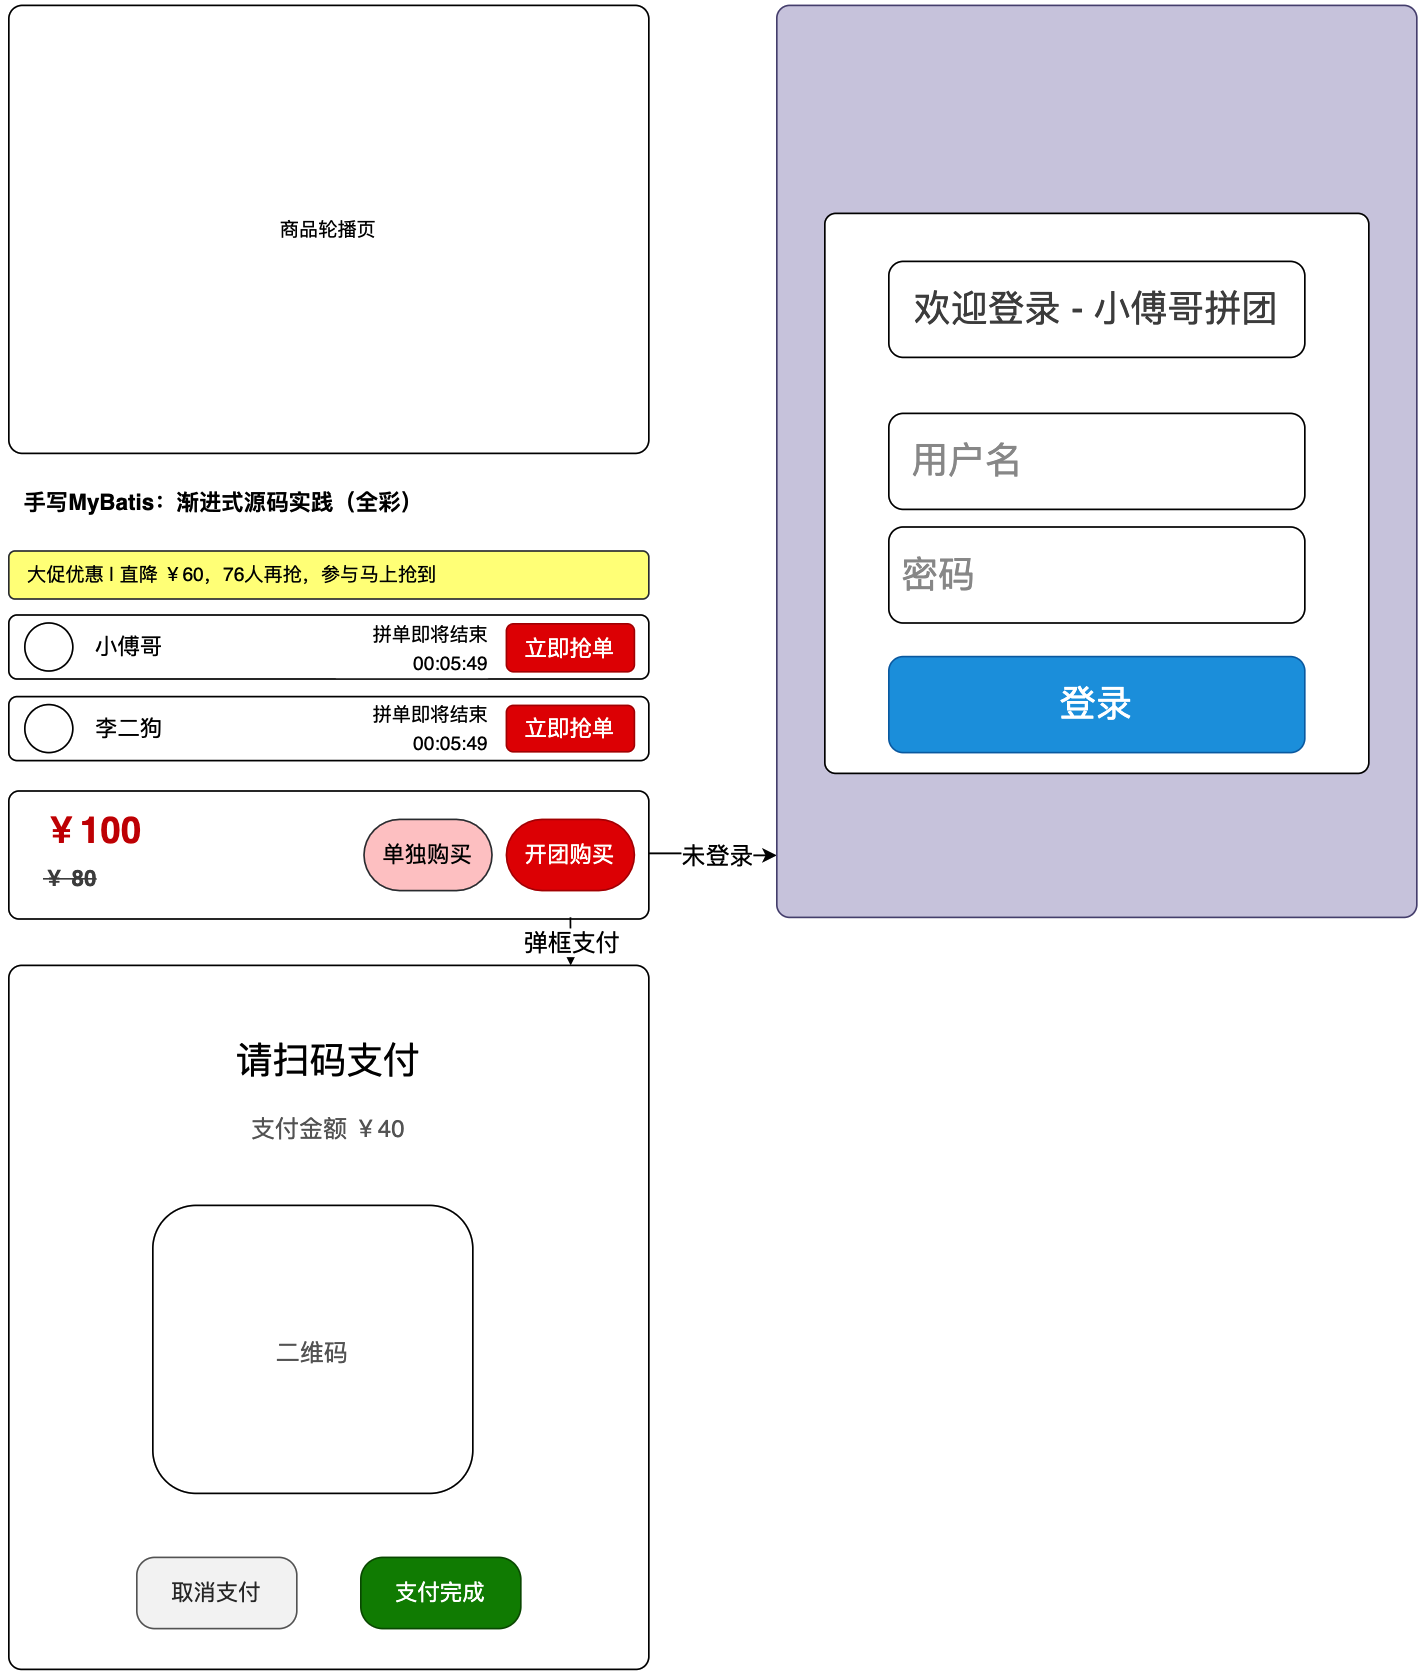 商品轮播页
手写MyBatis：渐进式源码实践（全彩）
大促优惠 | 直降 ￥60，76人再抢，参与马上抢到
小傅哥
拼单即将结束
00:05:49
立即抢单
李二狗
拼单即将结束
00:05:49
立即抢单
￥100
￥ 80
单独购买
开团购买
未登录
弹框支付
请扫码支付
支付金额 ￥40
二维码
取消支付
支付完成
欢迎登录 - 小傅哥拼团
用户名
密码
登录